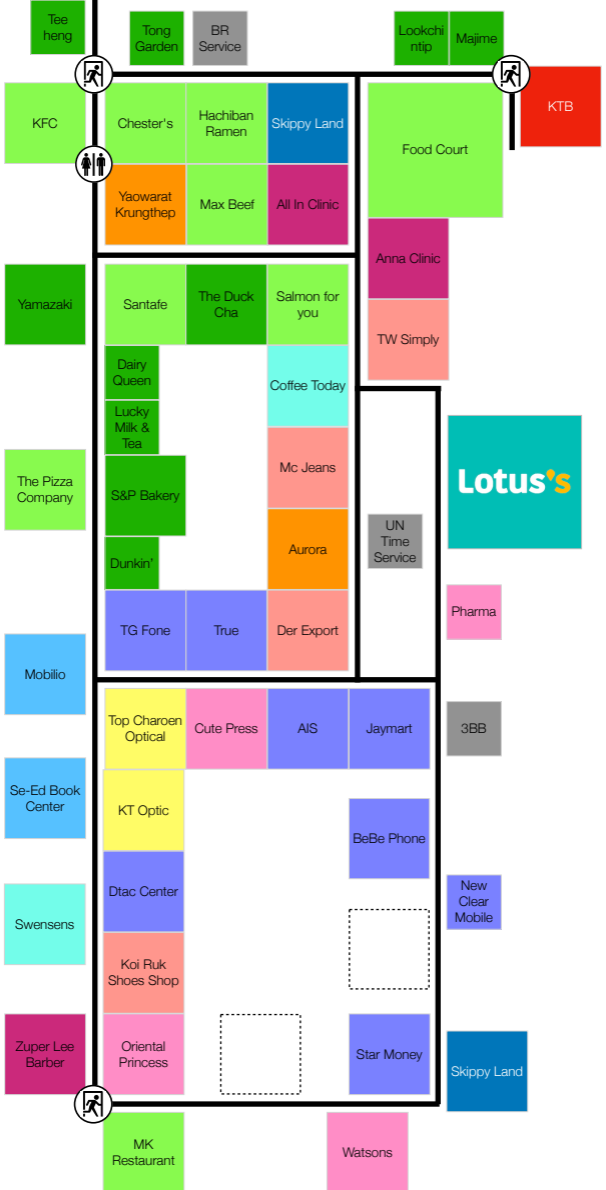 Tee
heng
Tong
Garden
BR
Service
Lookchi
ntip
Majime
KFC
Chester's
Hachiban
Ramen
Skippy Land
Food Court
KTB
Yaowarat
Krungthep
Max Beef
All In Clinic
Anna Clinic
Yamazaki
Santafe
The Duck
Cha
Salmon for
you
TW Simply
Dairy
Queen
Coffee Today
Lucky
Milk &
Tea
The Pizza
Company
S&P Bakery
Mc Jeans
Lotus's
Dunkin'
Aurora
UN
Time
Service
TG Fone
True
Der Export
Pharma
Mobilio
Top Charoen
Optical
Cute Press
AIS
Jaymart
3BB
Se-Ed Book
Center
KT Optic
BeBe Phone
Dtac Center
New
Clear
Mobile
Swensens
Koi Ruk
Shoes Shop
Zuper Lee
Barber
Oriental
Princess
Star Money
Skippy Land
MK
Restaurant
Watsons